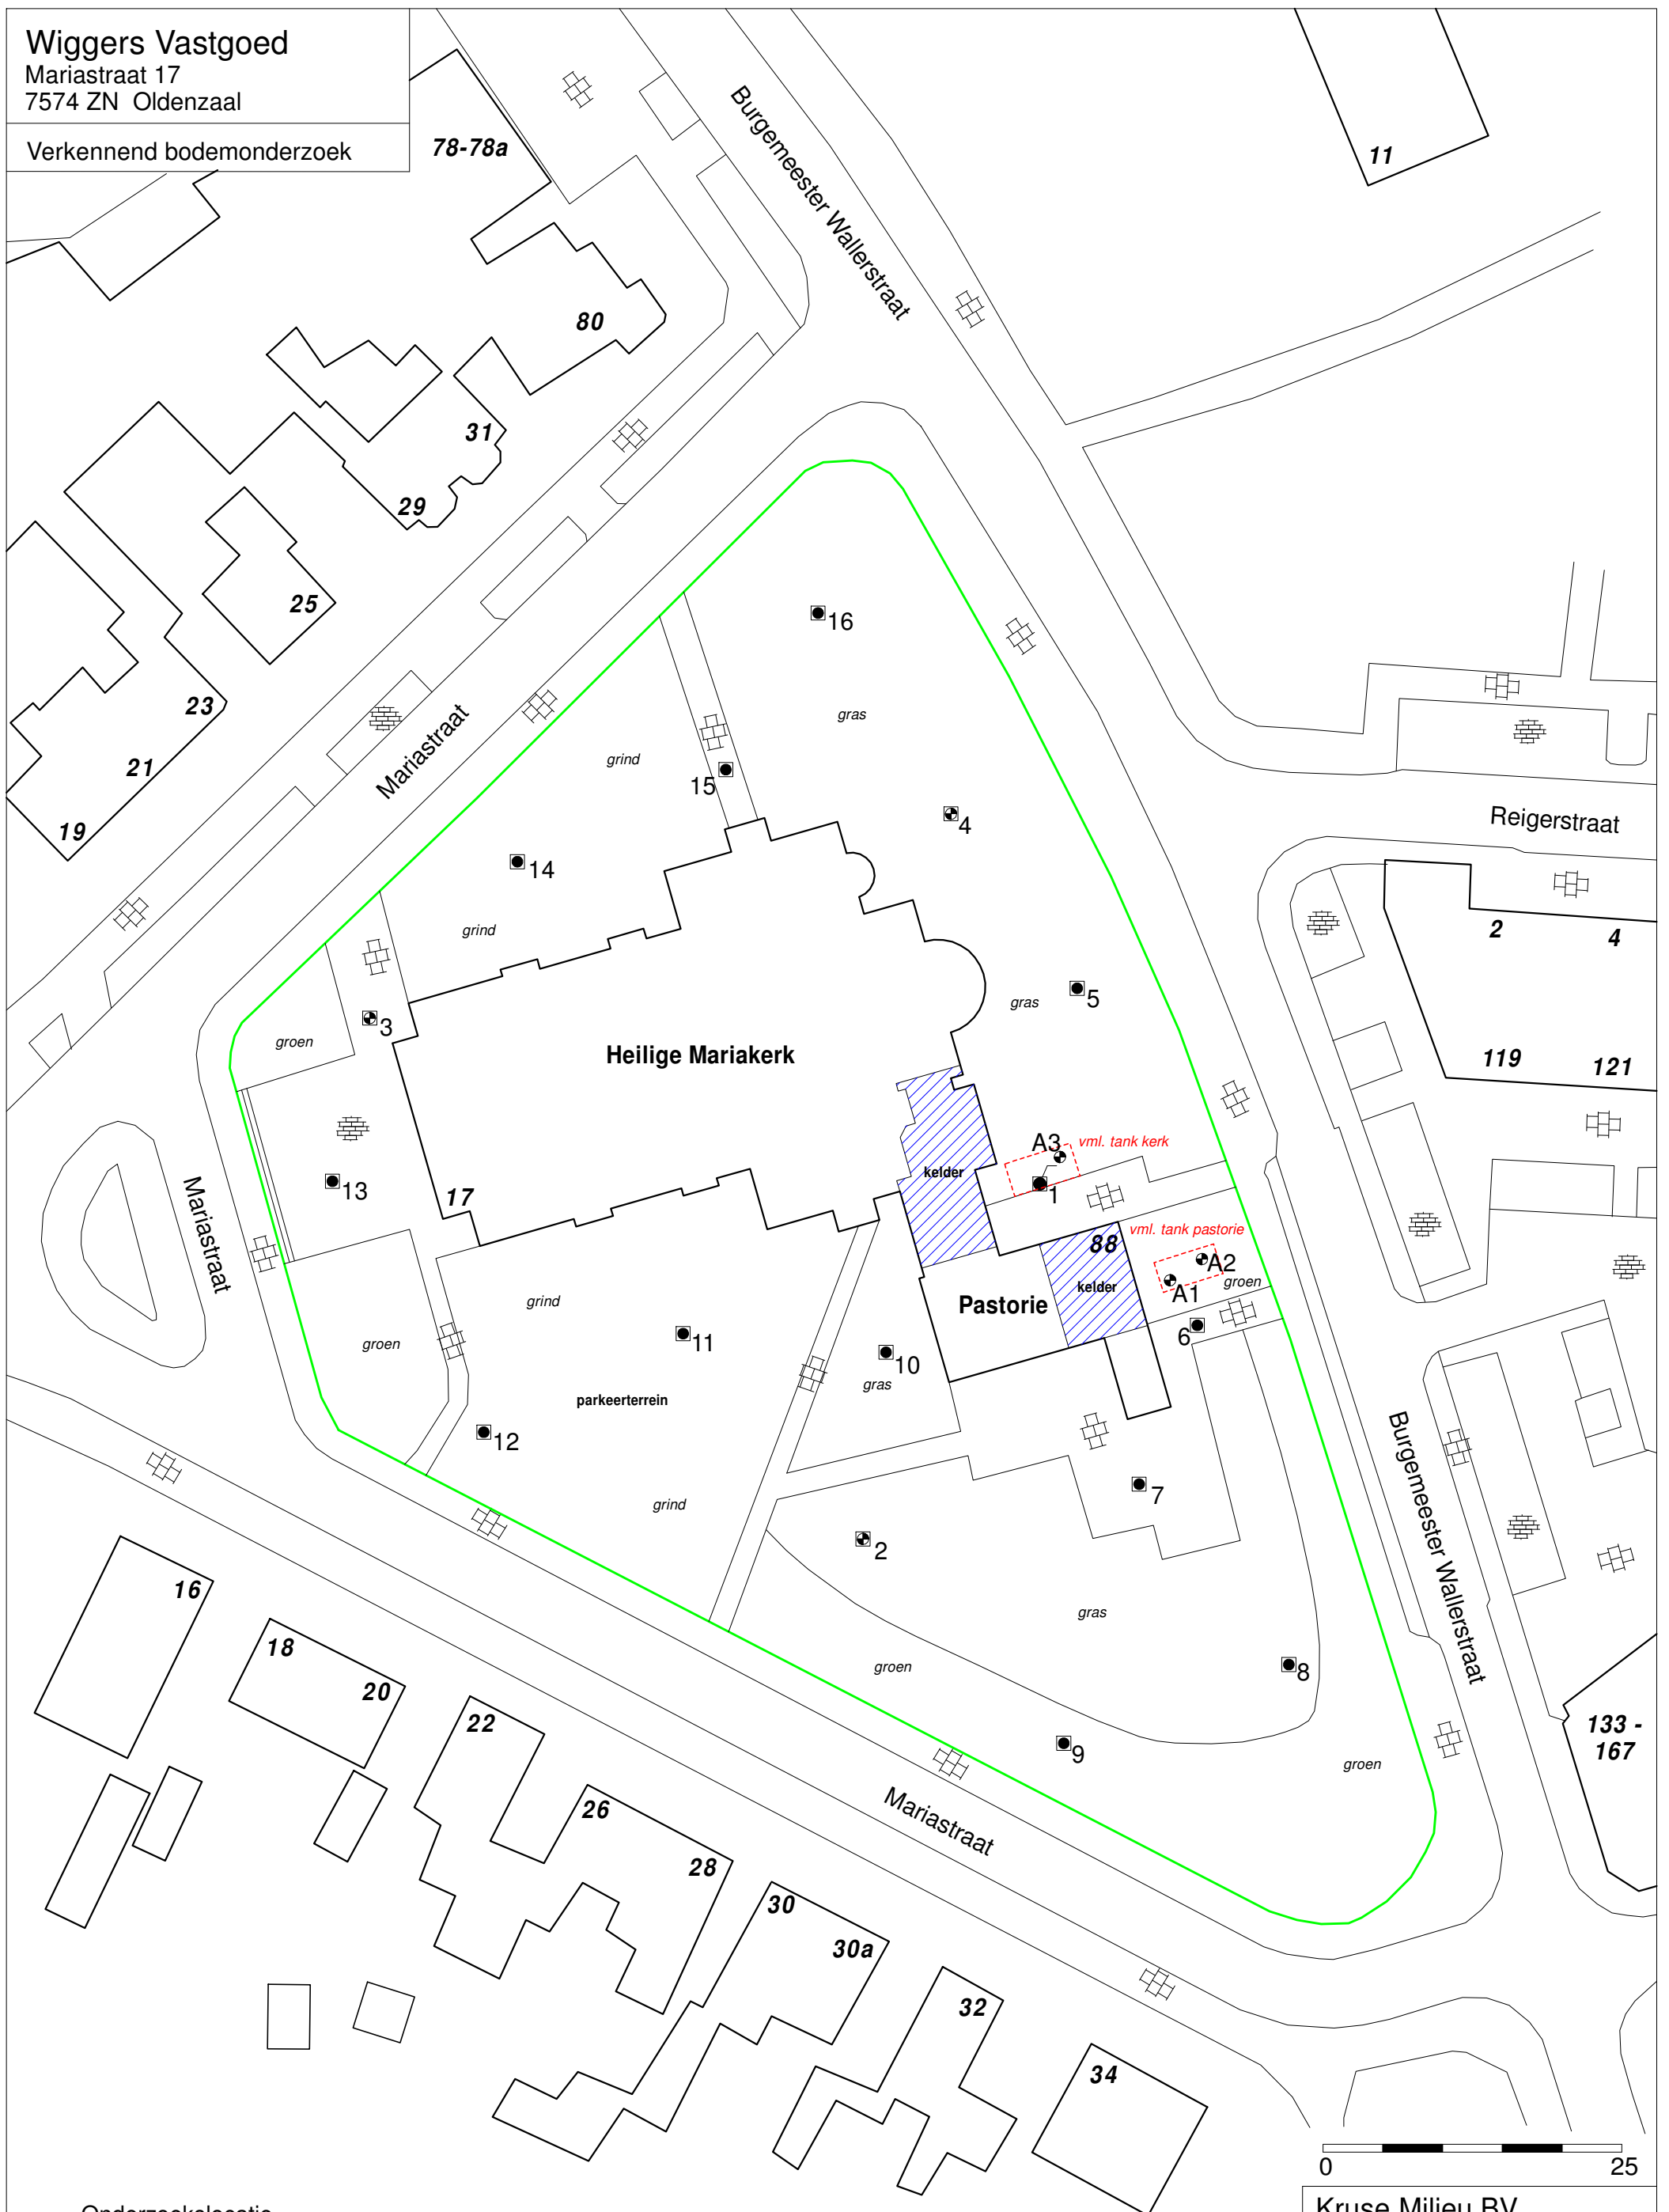 Wiggers Vastgoed
Mariastraat 17
7574 ZN Oldenzaal
Verkennend bodemonderzoek
78-78a
Burgemeester Wallerstraat
11
80
31
29
25
23
21
19
Mariastraat
16
gras
grind
15
4
14
grind
Reigerstraat
2
4
119
121
3
groen
gras
5
Heilige Mariakerk
A3
vml. tank kerk
kelder
1
13
17
Mariastraat
vml. tank pastorie
88
A2
kelder
groen
A1
Pastorie
6
grind
groen
11
10
gras
parkeerterrein
12
grind
7
2
Burgemeester Wallerstraat
gras
groen
8
9
groen
133 -
167
16
18
20
22
26
28
Mariastraat
30
30a
32
34
0
25
Onderzoekslocatie
Kruse Milieu BV